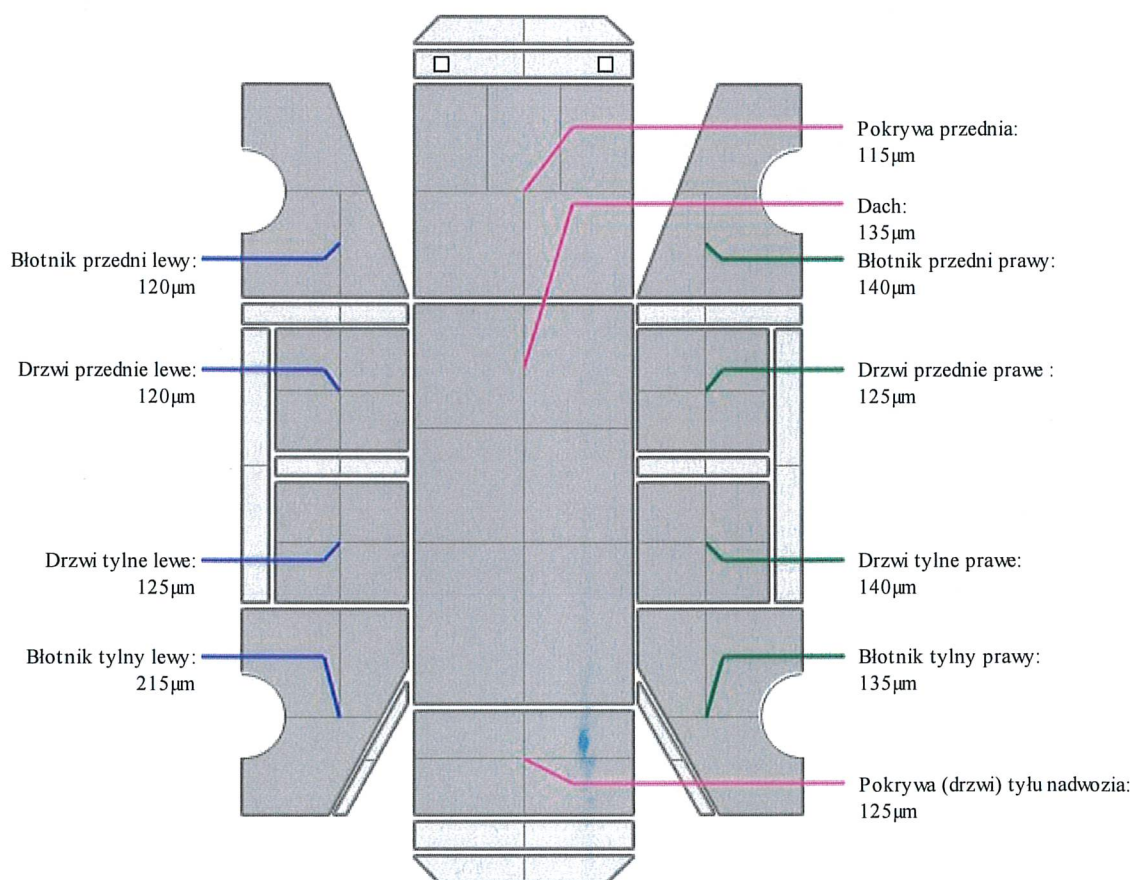 Pokrywa przednia:
115µm
Dach:
135µm
Błotnik przedni lewy:
120µm
Błotnik przedni prawy:
140µm
Drzwi przednie lewe:
120µm
Drzwi przednie prawe :
125µm
Drzwi tylne lewe:
125µm
Drzwi tylne prawe:
140µm
Błotnik tylny lewy:
215µm
Błotnik tylny prawy:
135µm
Pokrywa (drzwi) tyłu nadwozia:
125µm